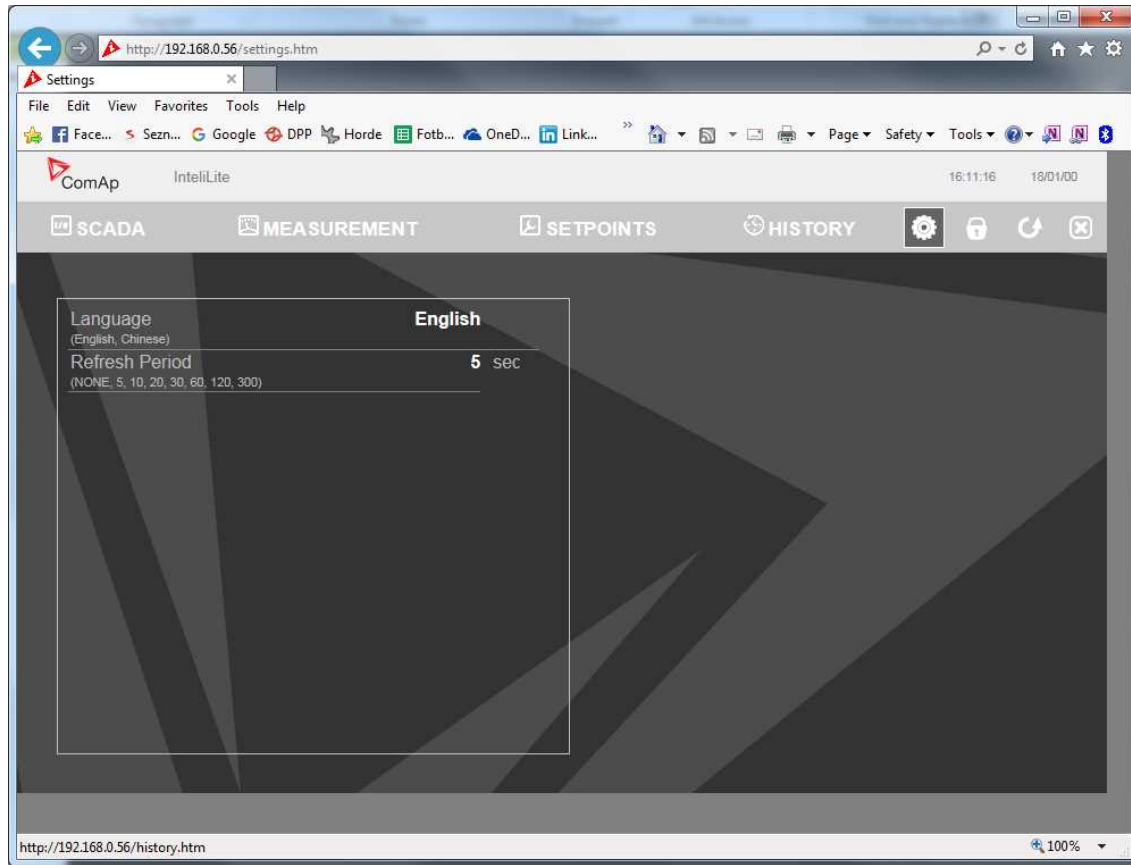 http://192.168.0.56/settings.htm
Settings
File Edit View Favorites Tools Help
Face... Sezn... Google DPP Horde Fotb... OneD... Link... » Page Safety Tools
ComAp InteliLite 16:11:16 18/01/00
SCADA MEASUREMENT SETPOINTS HISTORY
Language English
(English, Chinese)
Refresh Period 5 sec
(NONE, 5, 10, 20, 30, 60, 120, 300)
http://192.168.0.56/history.htm 100%